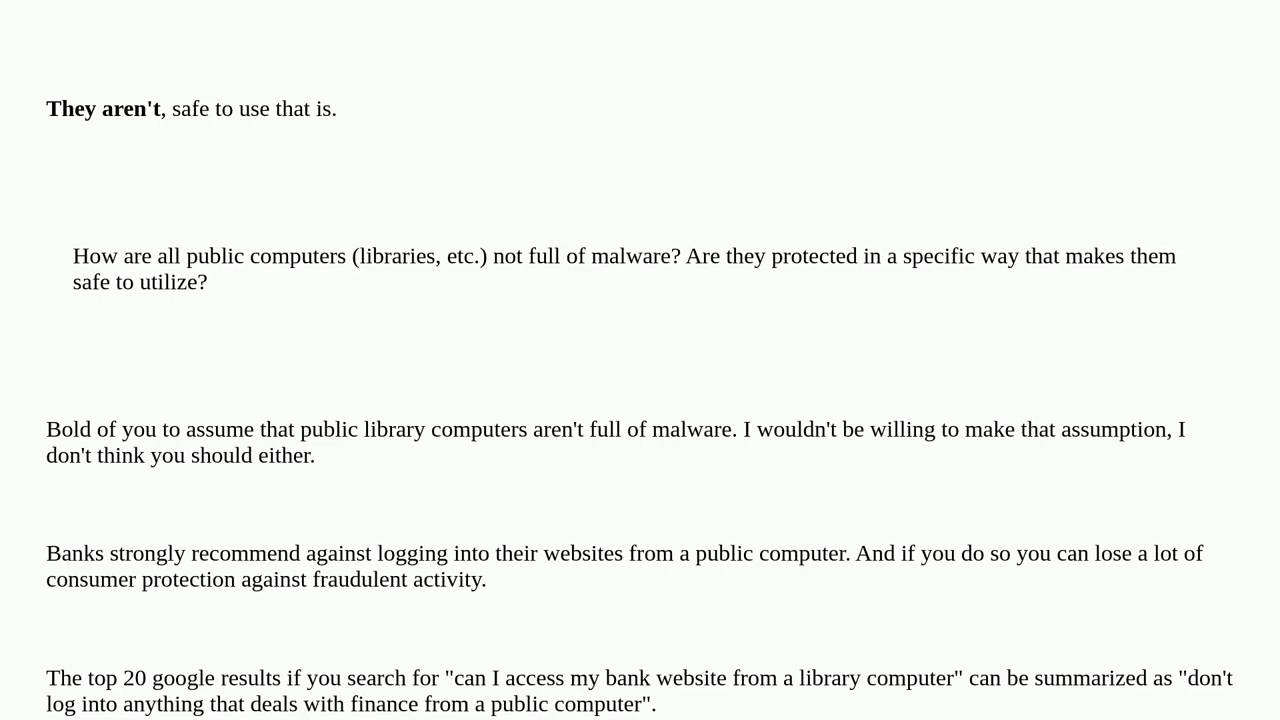 They aren't, safe to use that is.
How are all public computers (libraries, etc.) not full of malware? Are they protected in a specific way that makes them
safe to utilize?
Bold of you to assume that public library computers aren't full of malware. I wouldn't be willing to make that assumption, I
don't think you should either.
Banks strongly recommend against logging into their websites from a public computer. And if you do so you can lose a lot of
consumer protection against fraudulent activity.
The top 20 google results if you search for "can I access my bank website from a library computer" can be summarized as "don't
log into anything that deals with finance from a public computer".